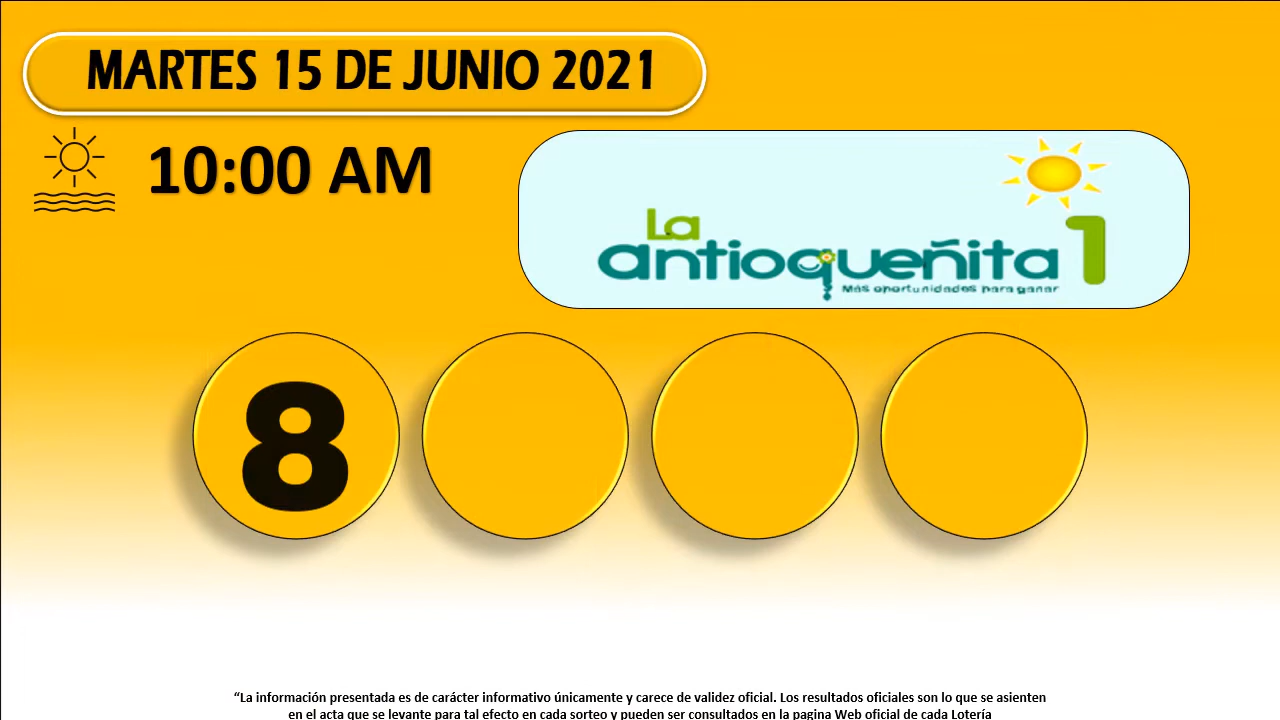 MARTES 15 DE JUNIO 2021
10:00 AM
La
antioqueñita 1
Más oportunidades para ganar
8
“La información presentada es de carácter informativo únicamente y carece de validez oficial. Los resultados oficiales son lo que se asienten
en el acta que se levante para tal efecto en cada sorteo y pueden ser consultados en la pagina Web oficial de cada Lotería